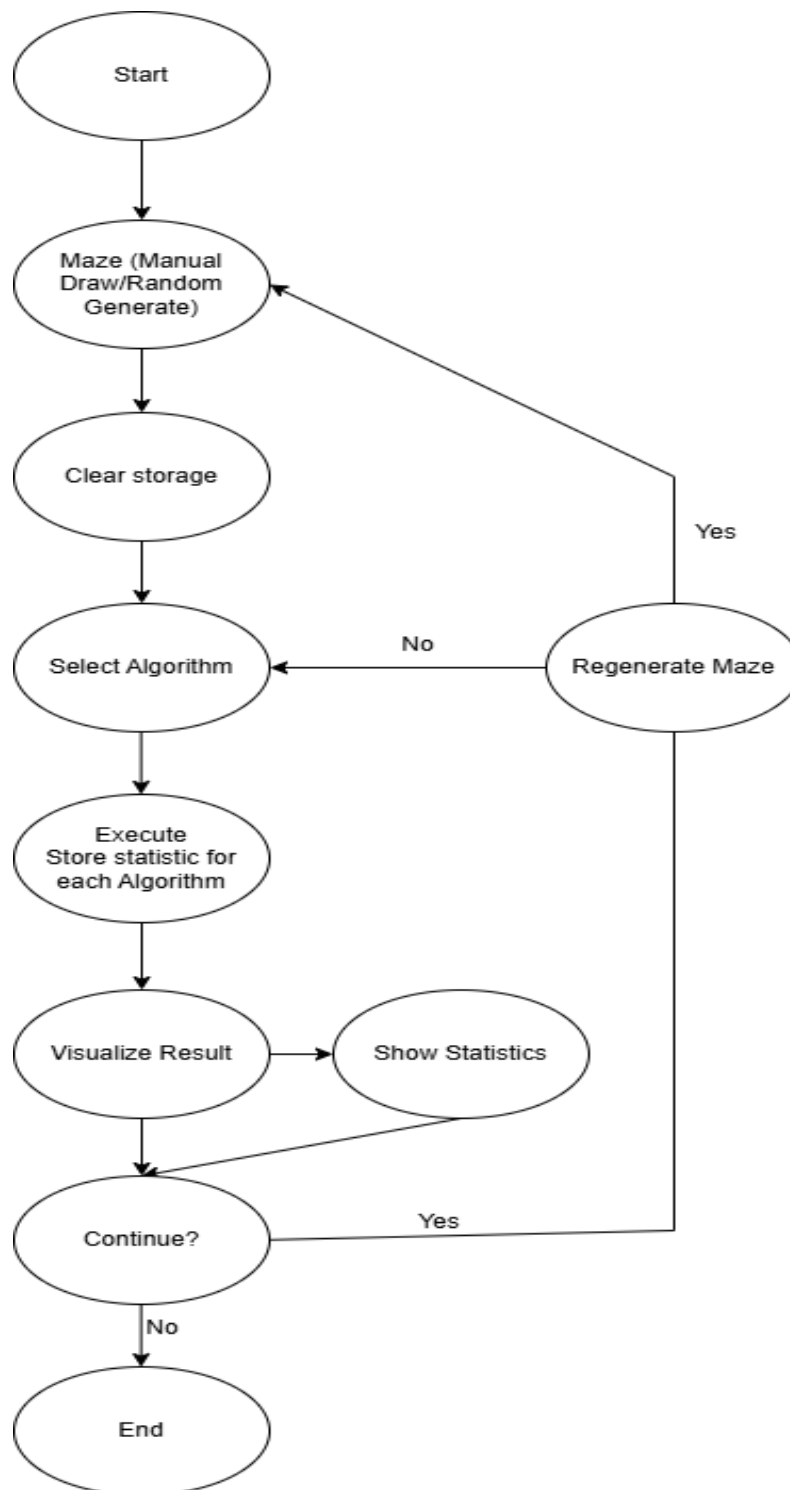 Start
Maze (Manual
Draw/Random
Generate)
Clear storage
Yes
Select Algorithm
No
Regenerate Maze
Execute
Store statistic for
each Algorithm
Visualize Result
Show Statistics
Continue?
Yes
No
End